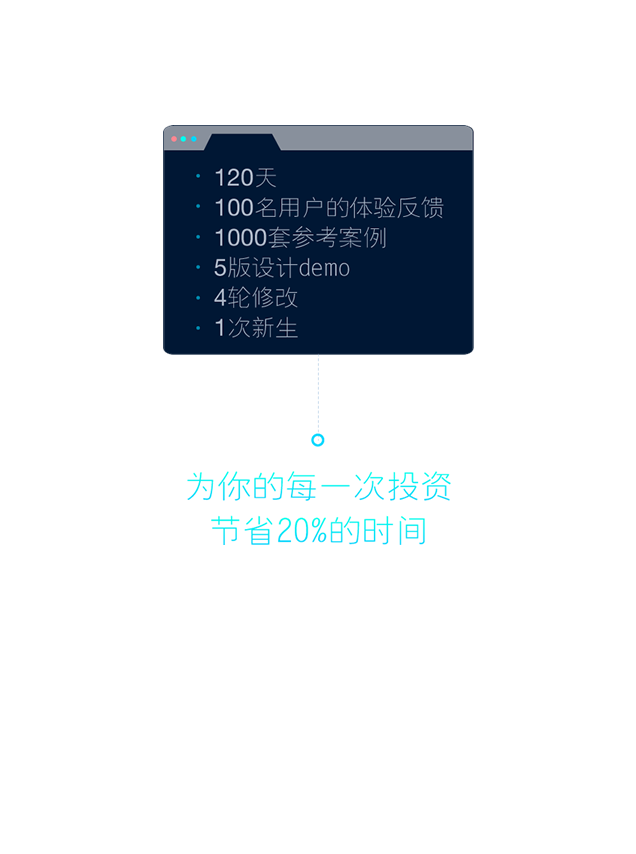 120天
100名用户的体验反馈
1000套参考案例
5版设计demo
4轮修改
1次新生
为你的每一次投资
节省20%的时间